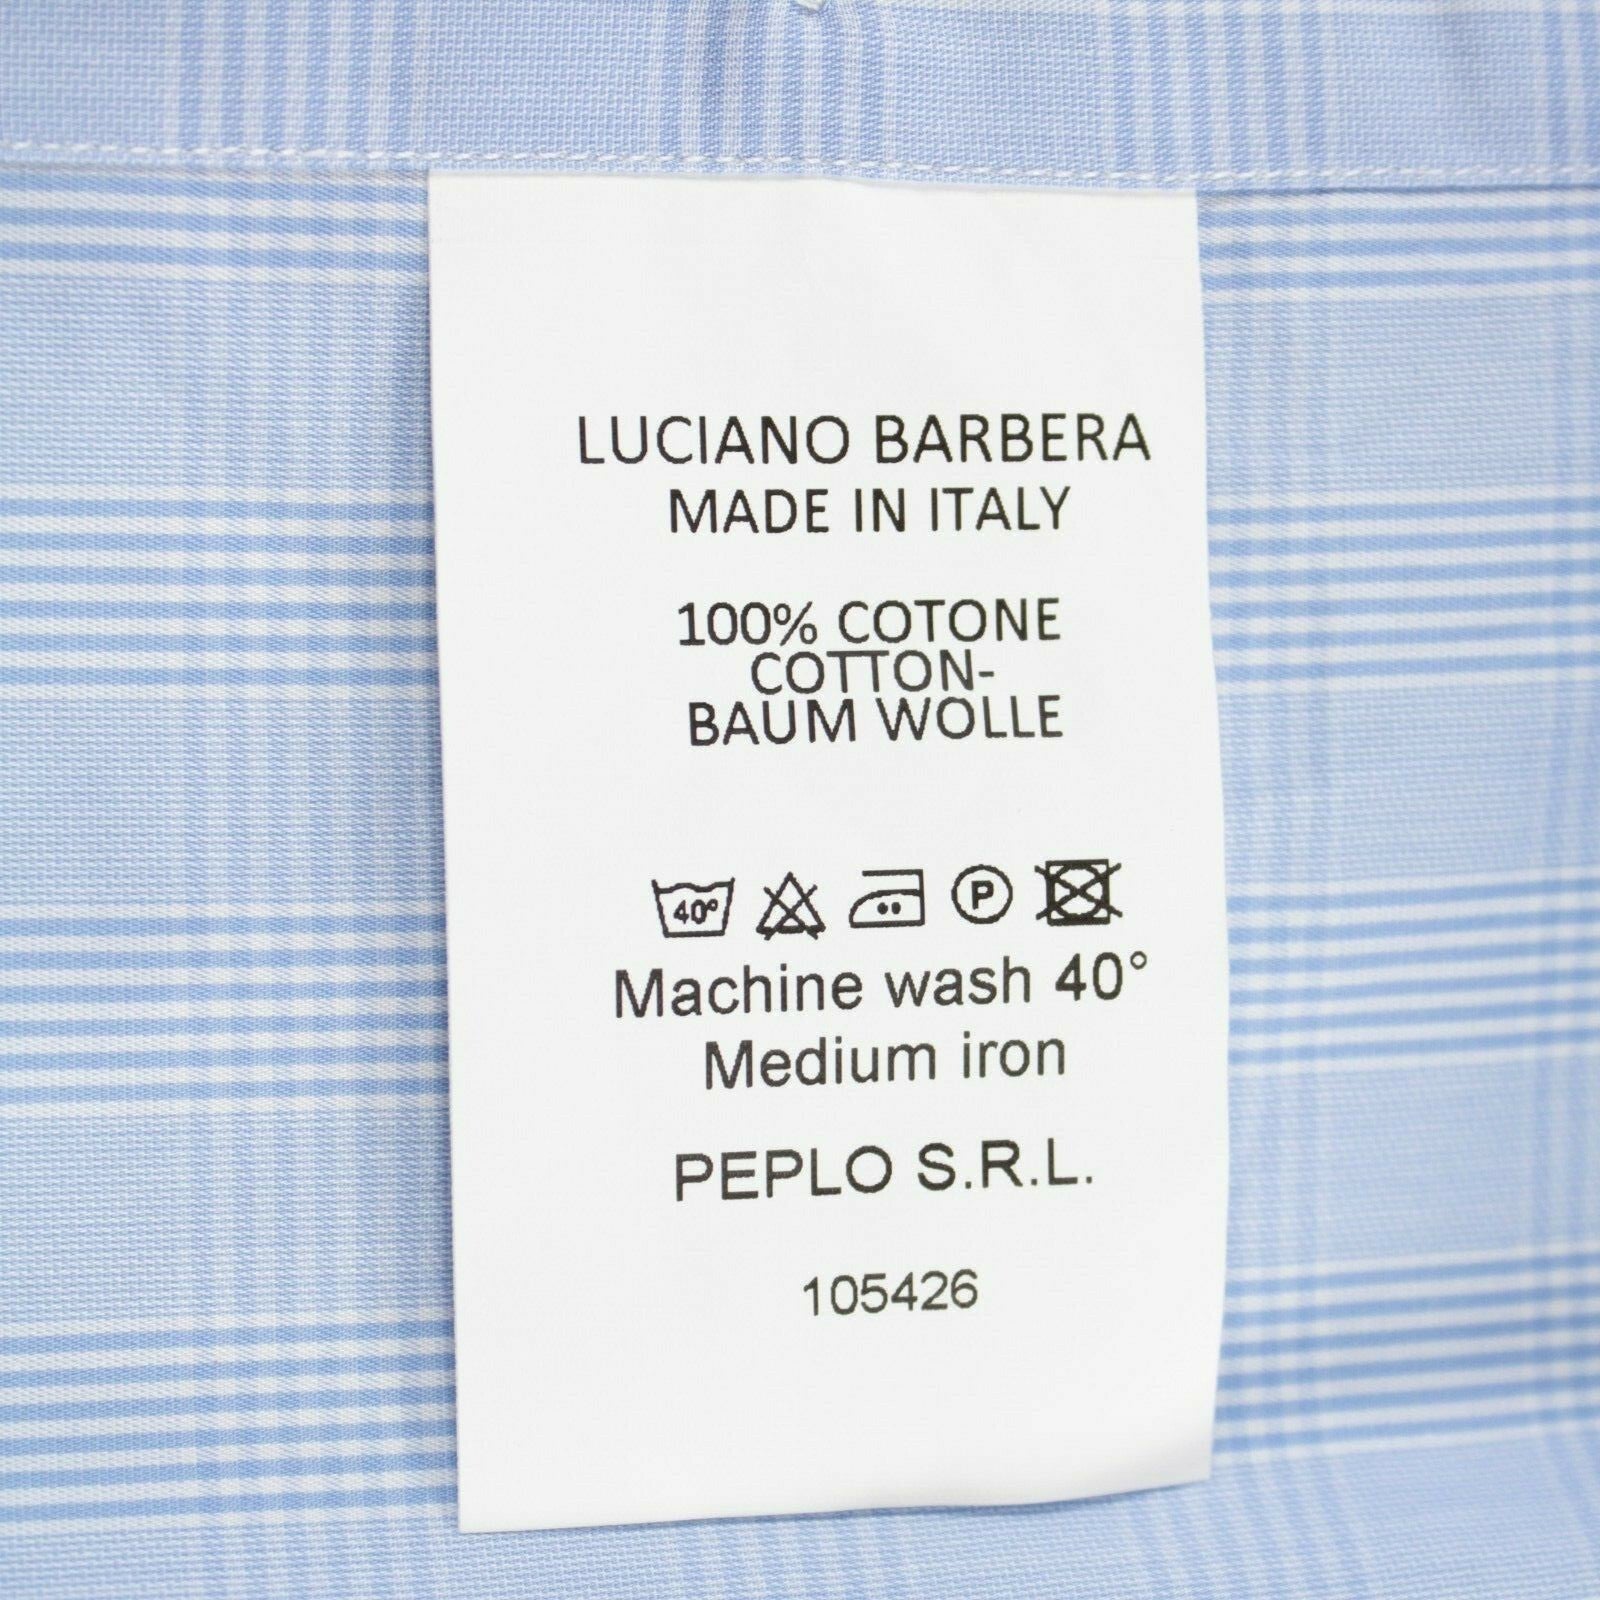 LUCIANO BARBERA
MADE IN ITALY
100% COTONE
COTTON-
BAUM WOLLE
40° P
Machine wash 40°
Medium iron
PEPLO S.R.L.
105426